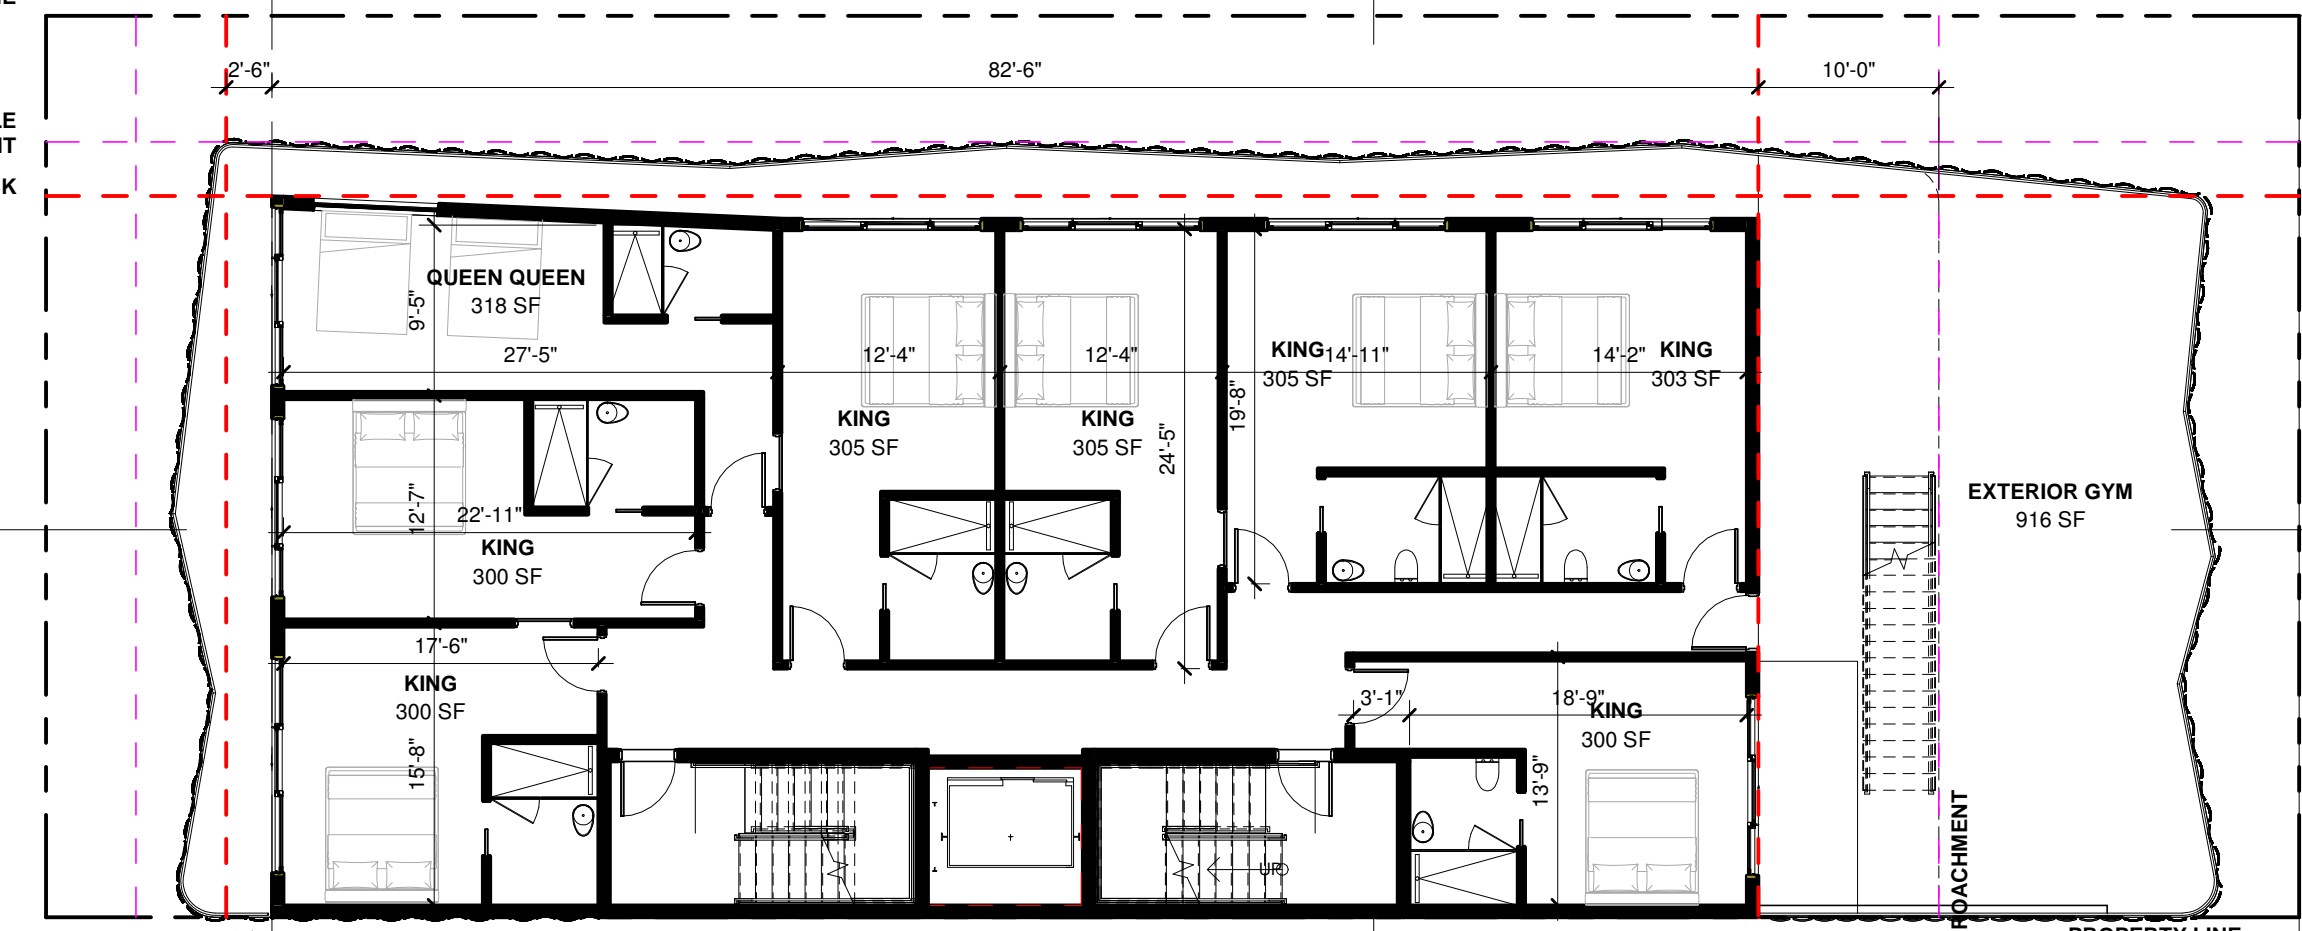 2'-6"
82'-6"
10'-0"
LE
NT
K
QUEEN QUEEN
318 SF
9'-5"
27'-5"
12'-4"
12'-4"
KING
14'-11"
305 SF
14'-2"
KING
303 SF
KING
305 SF
KING
305 SF
24'-5"
19'-8"
12'-7"
22'-11"
KING
300 SF
EXTERIOR GYM
916 SF
17'-6"
KING
300 SF
15'-8"
3'-1"
18'-9"
KING
300 SF
13'-9"
UP
ROACHMENT
PROPERTY LINE